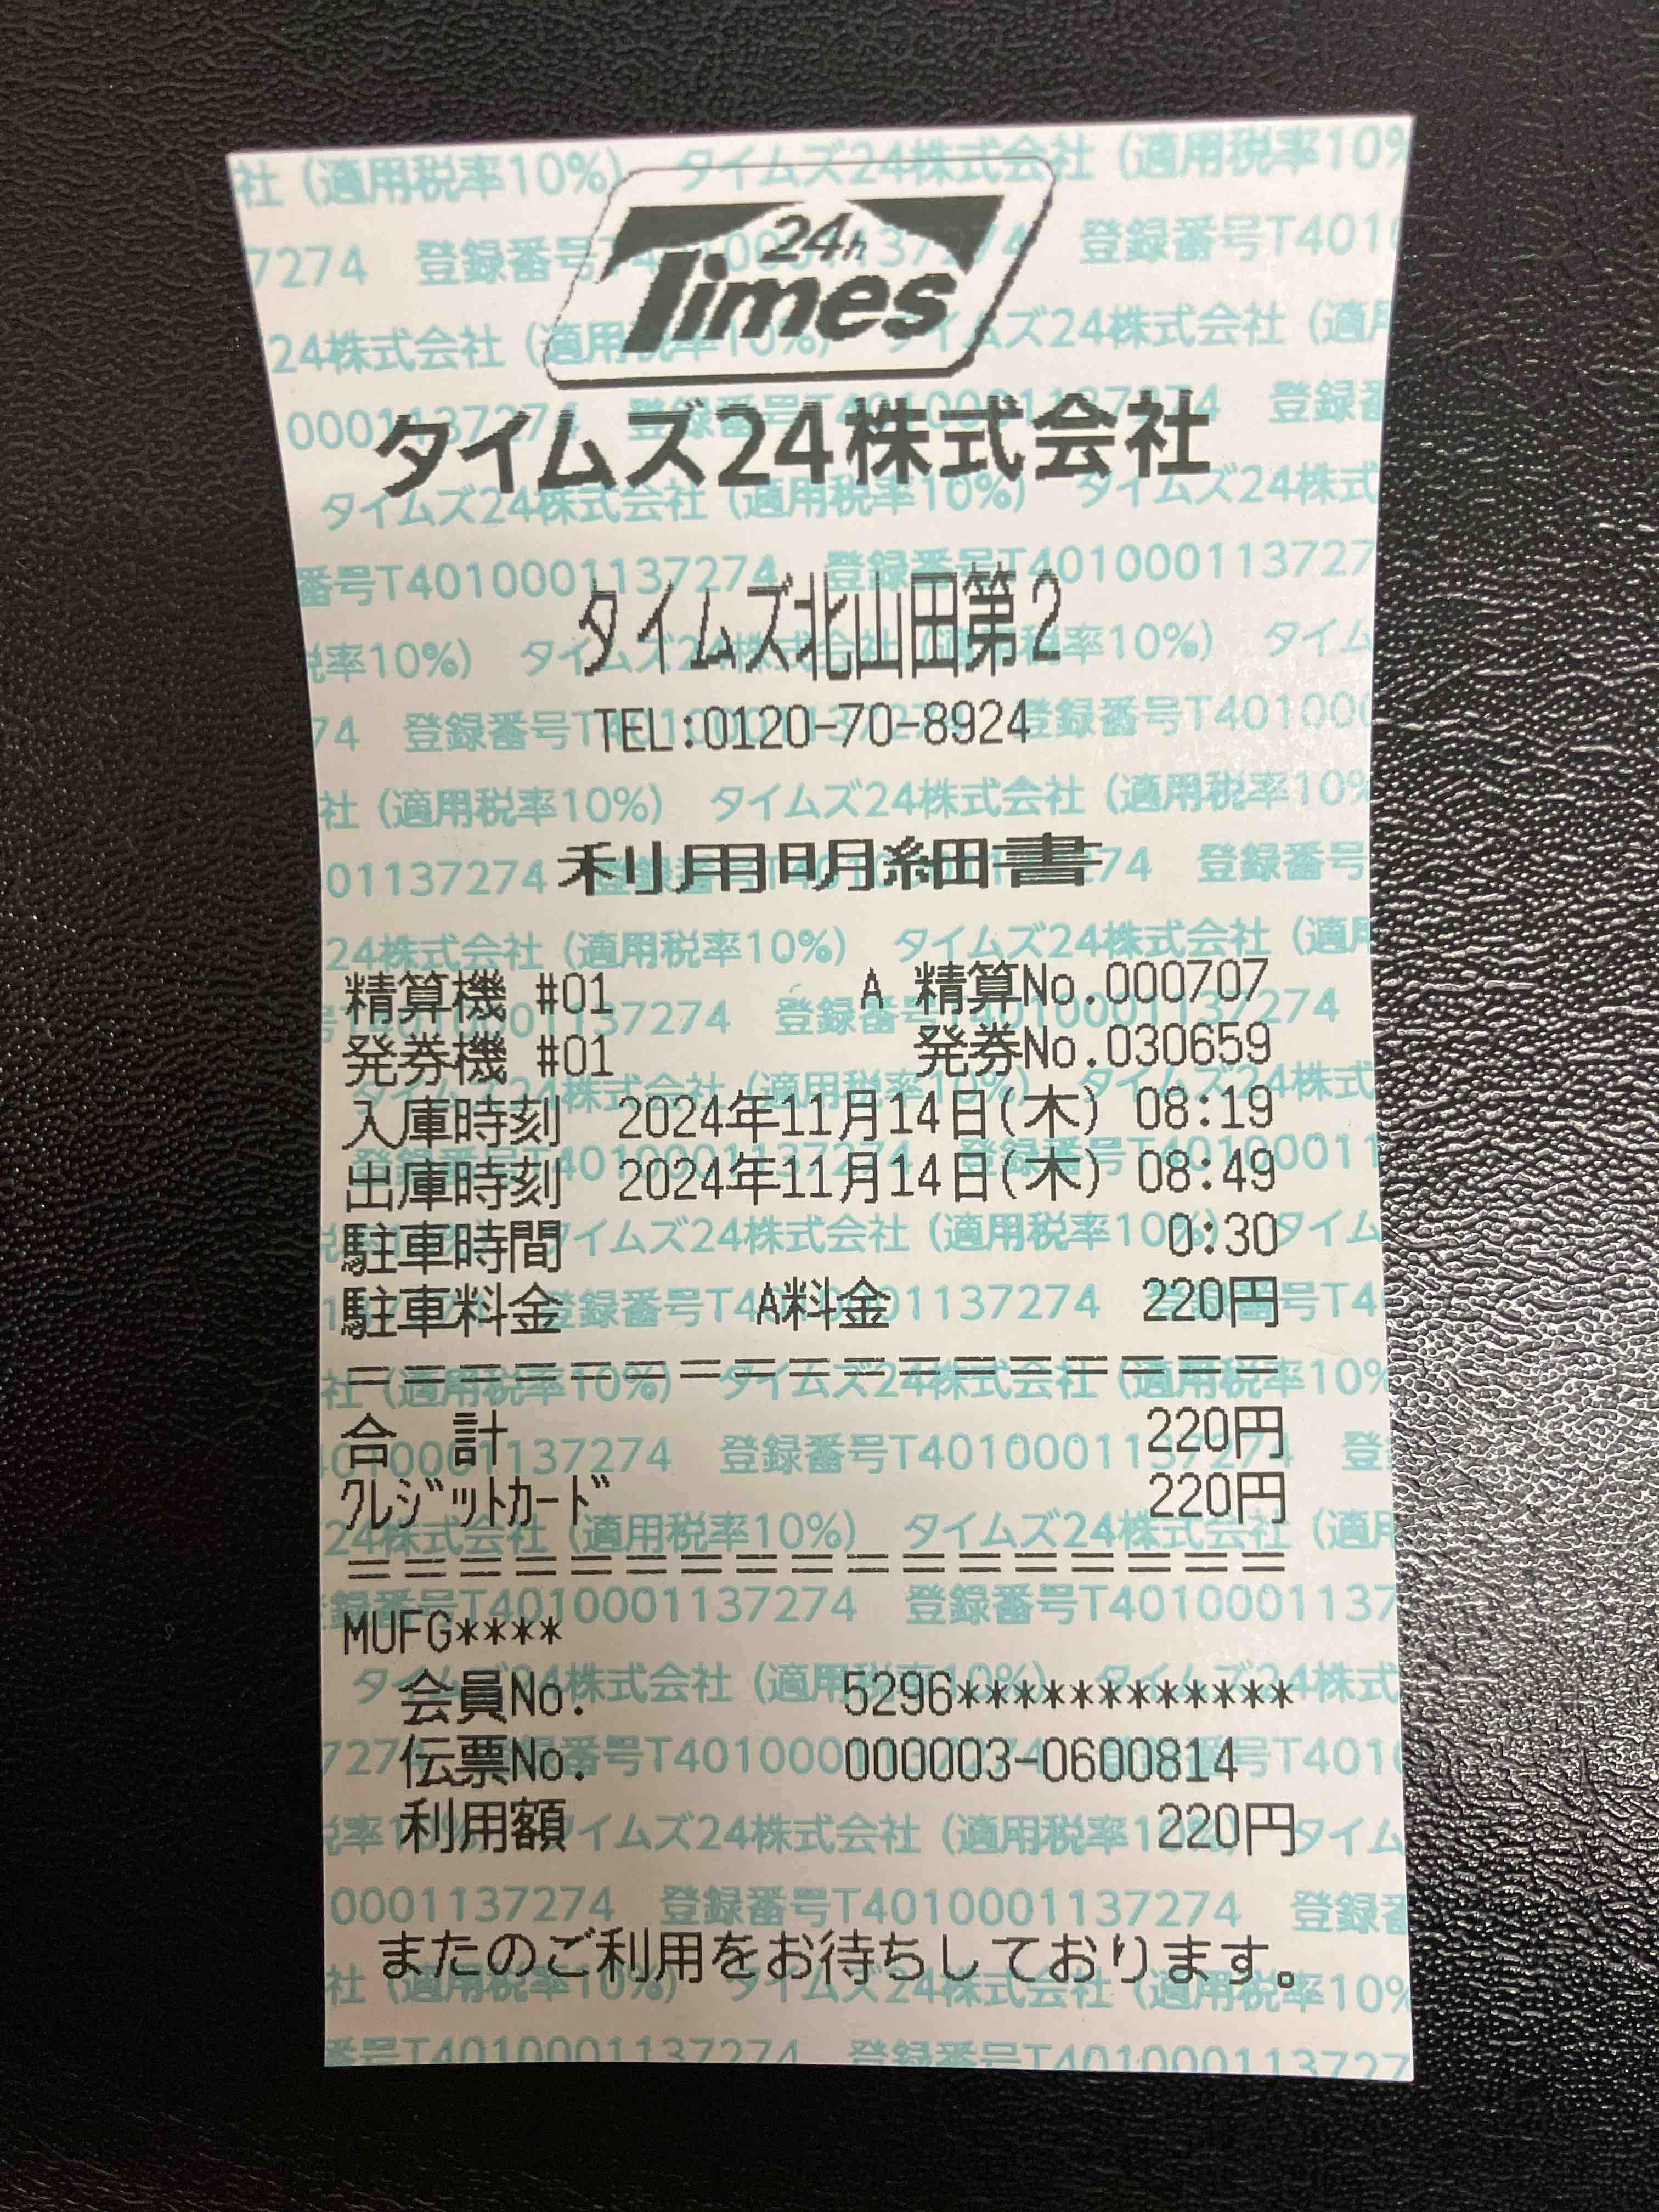 24h
Times
タイムズ24株式会社
タイムズ北山田第2
TEL:0120-70-8924
利用明細書
精算機 #01 A 精算No.000707
発券機 #01 発券No.030659
入庫時刻 2024年11月14日(木) 08:19
出庫時刻 2024年11月14日(木) 08:49
駐車時間 0:30
駐車料金 A料金 220円
合 計 220円
クレジットカード 220円
MUFG****
会員No. 5296************
伝票No. 000003-0600814
利用額 220円
またのご利用をお待ちしております。
タイムズ24株式会社 (適用税率10%)
登録番号T4010001137274